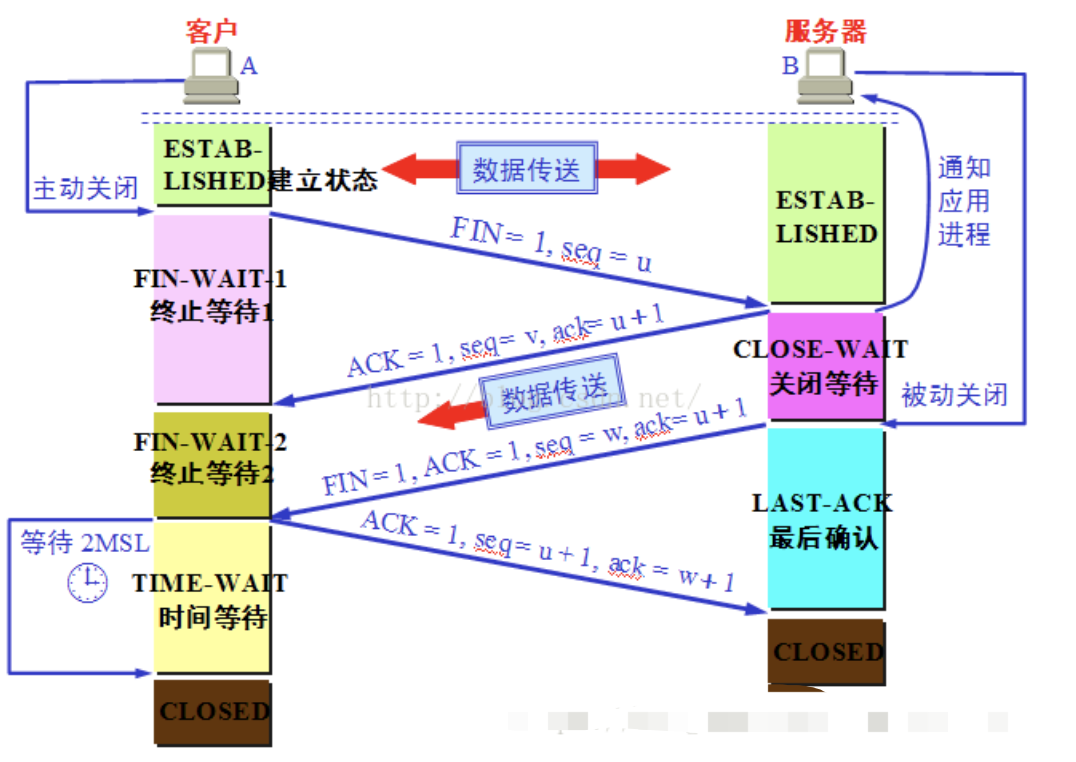 客户
服务器
A
B
ESTAB-
LISHED建立状态
数据传送
主动关闭
ESTAB-
LISHED
通知
应用
进程
FIN = 1, seq = u
FIN-WAIT-1
终止等待1
ACK = 1, seq= v, ack= u + 1
CLOSE-WAIT
关闭等待
数据传送
被动关闭
FIN-WAIT-2
终止等待2
FIN = 1, ACK = 1, seq = w, ack= u + 1
LAST-ACK
最后确认
ACK = 1, seq= u + 1, ack = w + 1
等待 2MSL
TIME-WAIT
时间等待
CLOSED
CLOSED